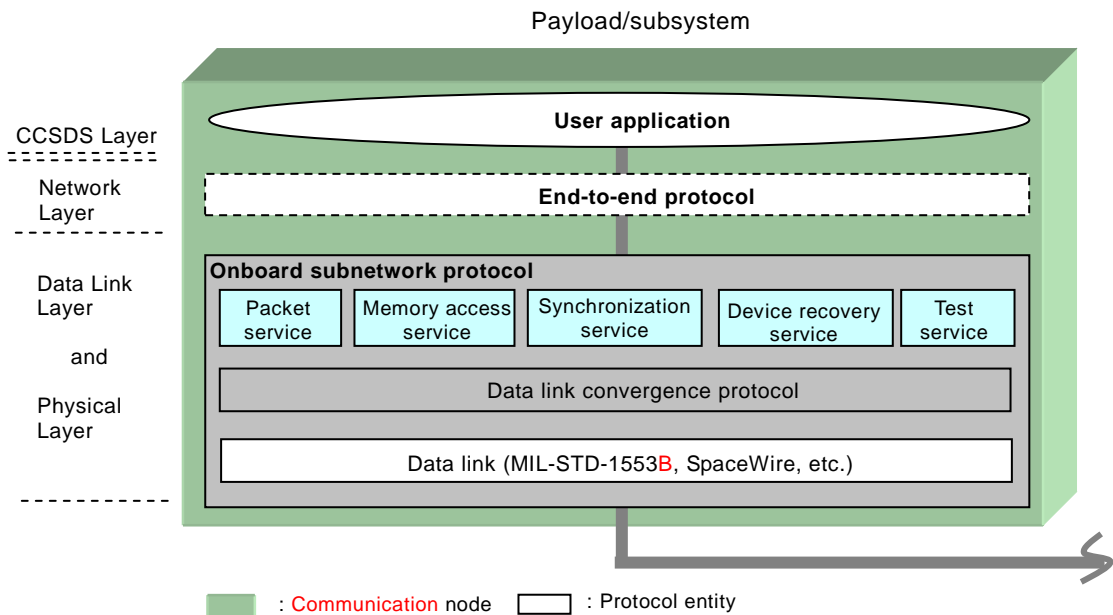 Payload/subsystem
User application
CCSDS Layer
Network
Layer
End-to-end protocol
Onboard subnetwork protocol
Data Link
Layer
and
Physical
Layer
Packet
service
Memory access
service
Synchronization
service
Device recovery
service
Test
service
Data link convergence protocol
Data link (MIL-STD-1553B, SpaceWire, etc.)
: Communication node
: Protocol entity